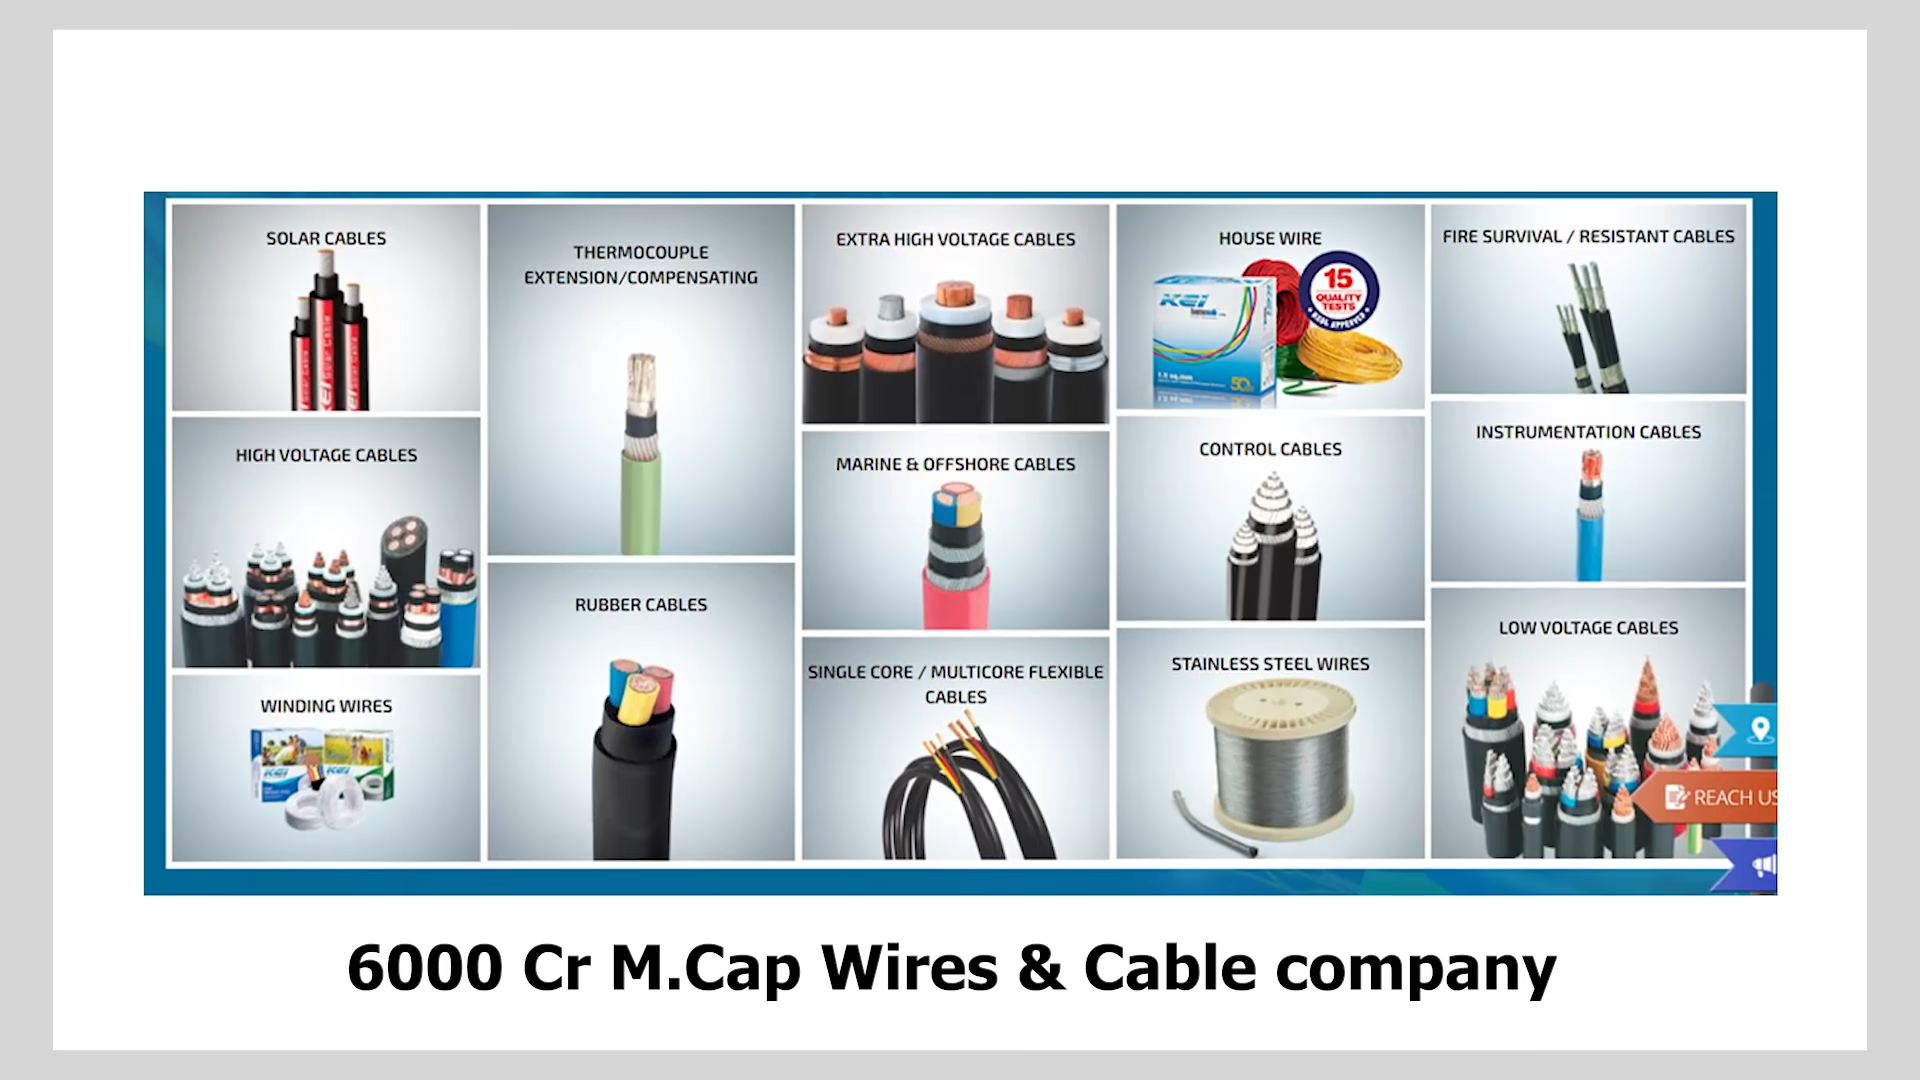 SOLAR CABLES
HIGH VOLTAGE CABLES
WINDING WIRES
KEI
THERMOCOUPLE
EXTENSION/COMPENSATING
RUBBER CABLES
EXTRA HIGH VOLTAGE CABLES
MARINE & OFFSHORE CABLES
SINGLE CORE / MULTICORE FLEXIBLE
CABLES
HOUSE WIRE
KEI
15
QUALITY
TESTS
CONTROL CABLES
STAINLESS STEEL WIRES
FIRE SURVIVAL / RESISTANT CABLES
INSTRUMENTATION CABLES
LOW VOLTAGE CABLES
REACH US
6000 Cr M.Cap Wires & Cable company